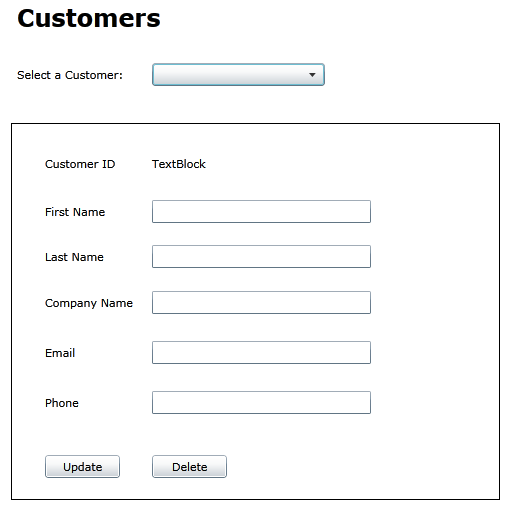 Customers
Select a Customer:
Customer ID TextBlock
First Name
Last Name
Company Name
Email
Phone
Update Delete